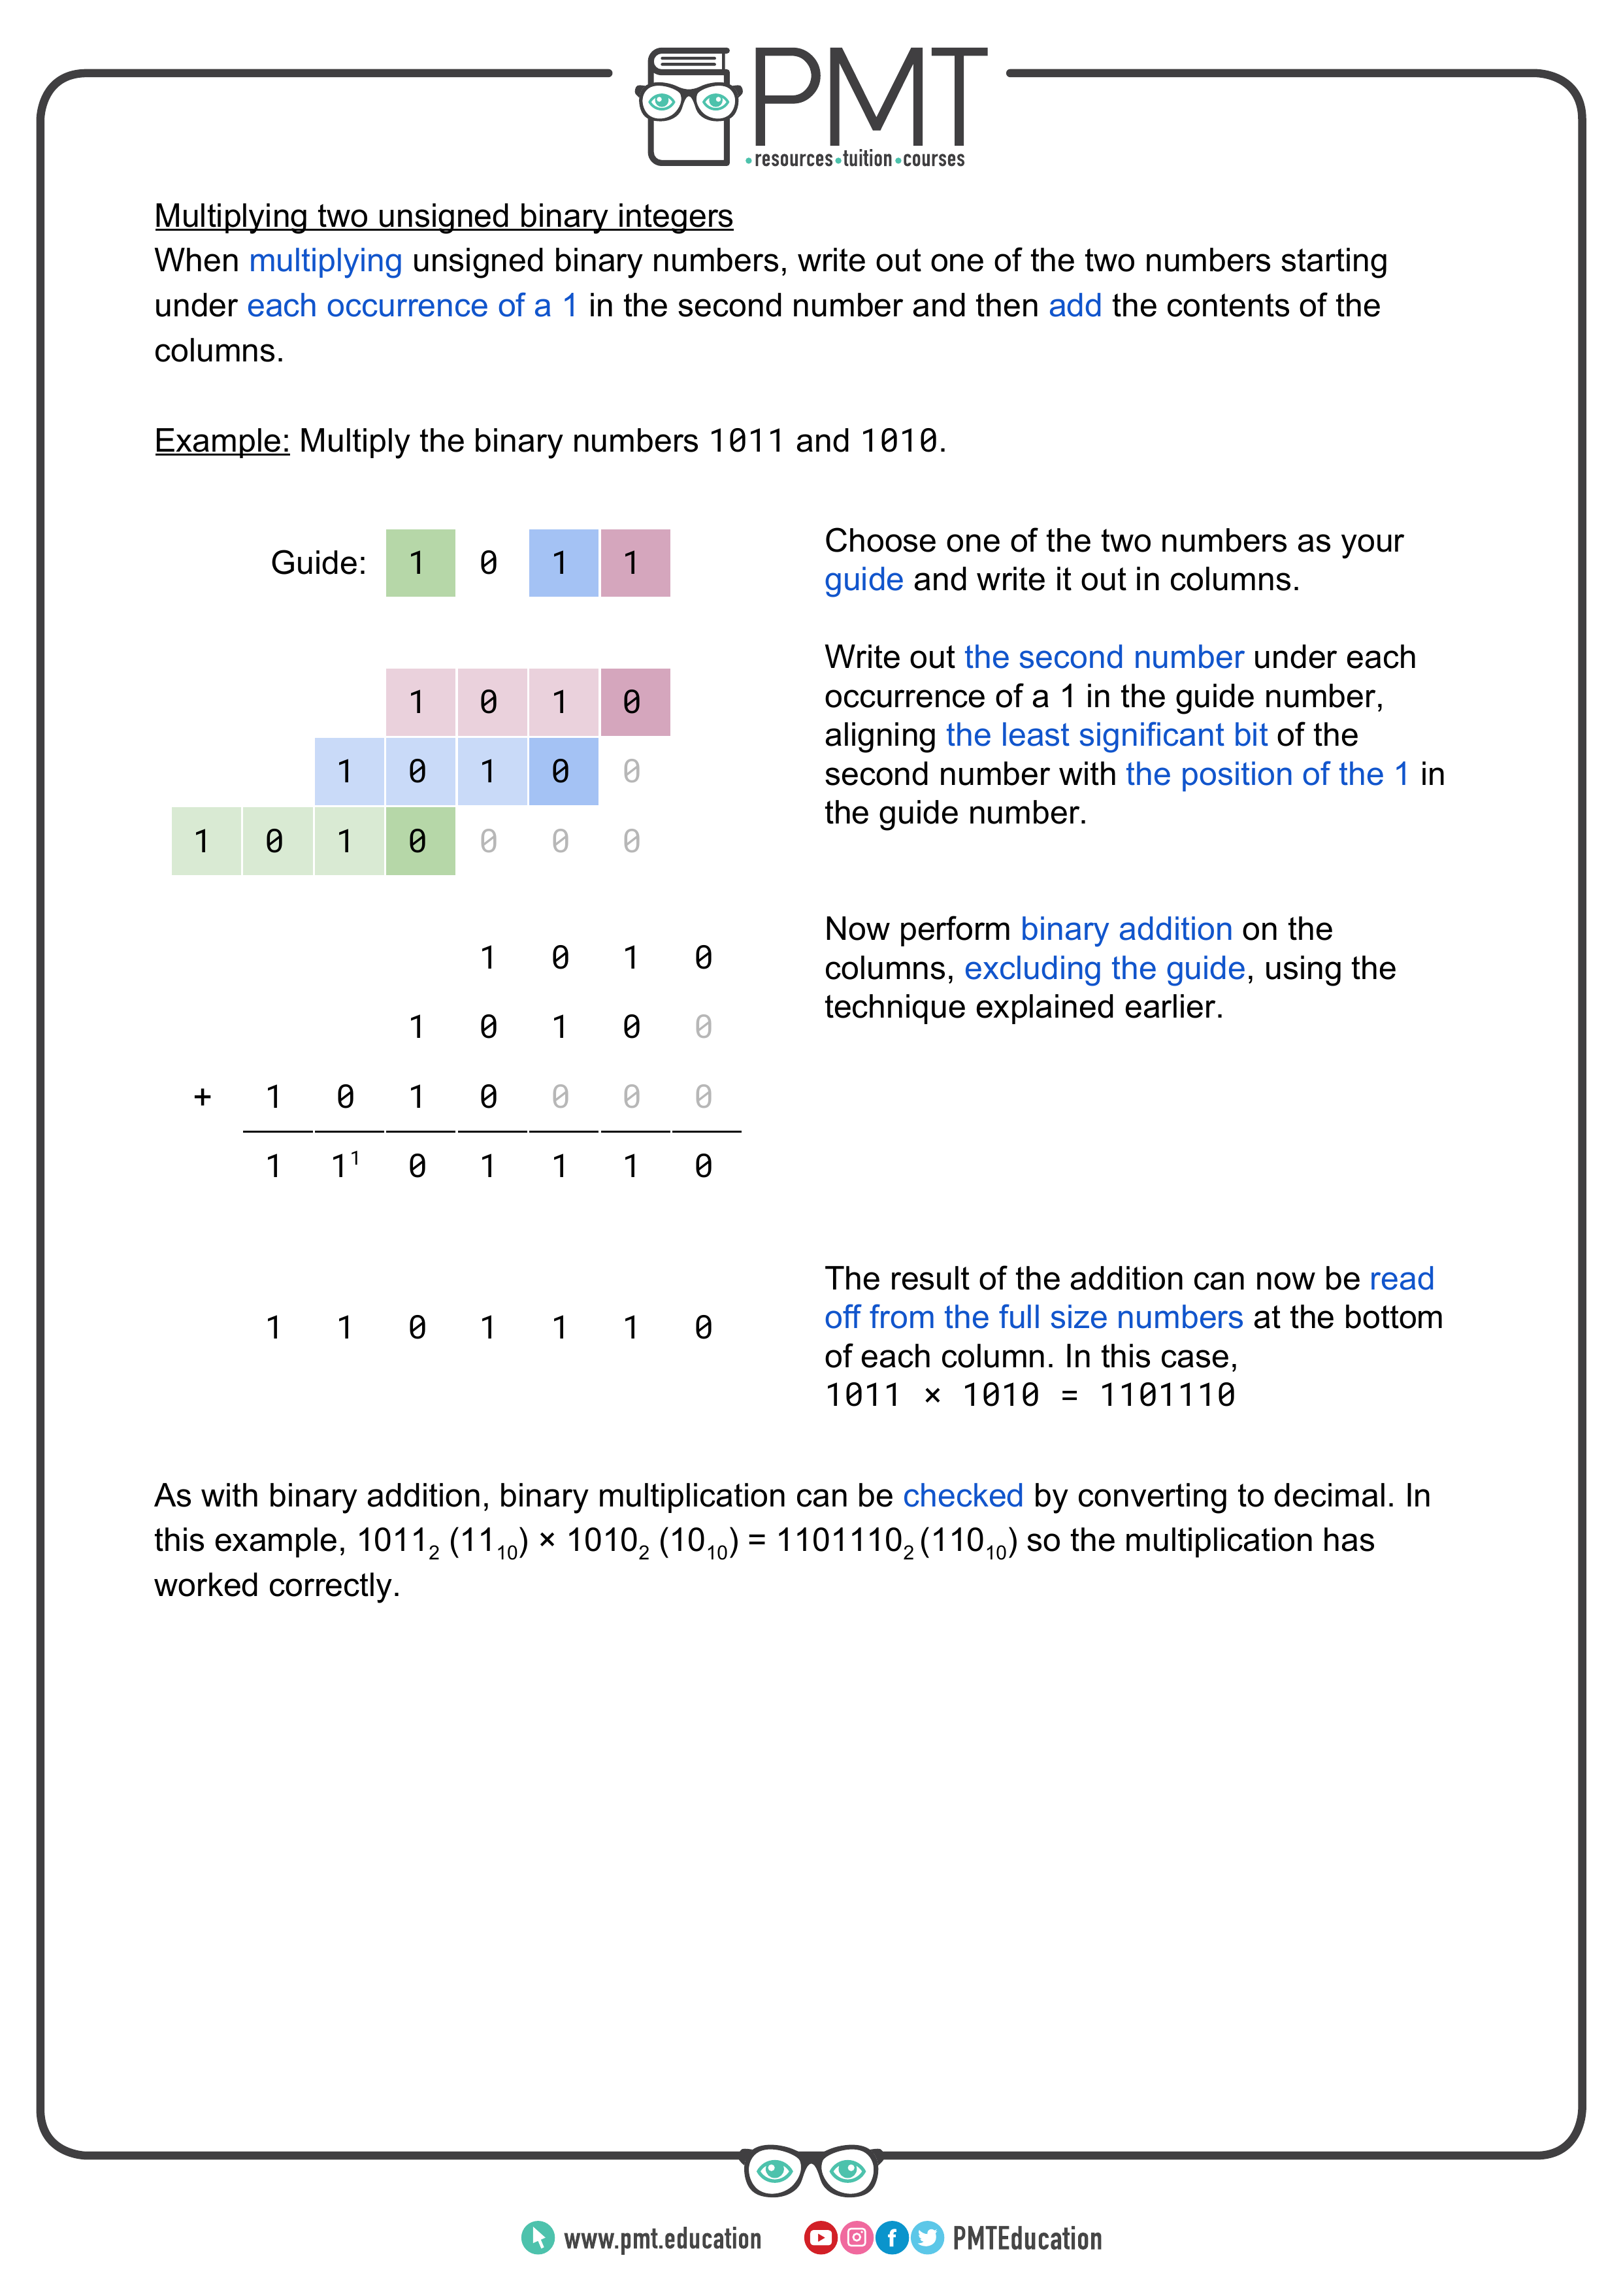 PMT
•resources•tuition•courses
Multiplying two unsigned binary integers
When multiplying unsigned binary numbers, write out one of the two numbers starting
under each occurrence of a 1 in the second number and then add the contents of the
columns.
Example: Multiply the binary numbers 1011 and 1010.
Guide: 1 0 1 1
Choose one of the two numbers as your
guide and write it out in columns.
1 0 1 0
1 0 1 0 0
1 0 1 0 0 0 0
Write out the second number under each
occurrence of a 1 in the guide number,
aligning the least significant bit of the
second number with the position of the 1 in
the guide number.
1 0 1 0
1 0 1 0 0
+ 1 0 1 0 0 0 0
1 1¹ 0 1 1 1 0
Now perform binary addition on the
columns, excluding the guide, using the
technique explained earlier.
1 1 0 1 1 1 0
The result of the addition can now be read
off from the full size numbers at the bottom
of each column. In this case,
1011 × 1010 = 1101110
As with binary addition, binary multiplication can be checked by converting to decimal. In
this example, 1011₂ (11₁₀) × 1010₂ (10₁₀) = 1101110₂ (110₁₀) so the multiplication has
worked correctly.
www.pmt.education
PMTEducation